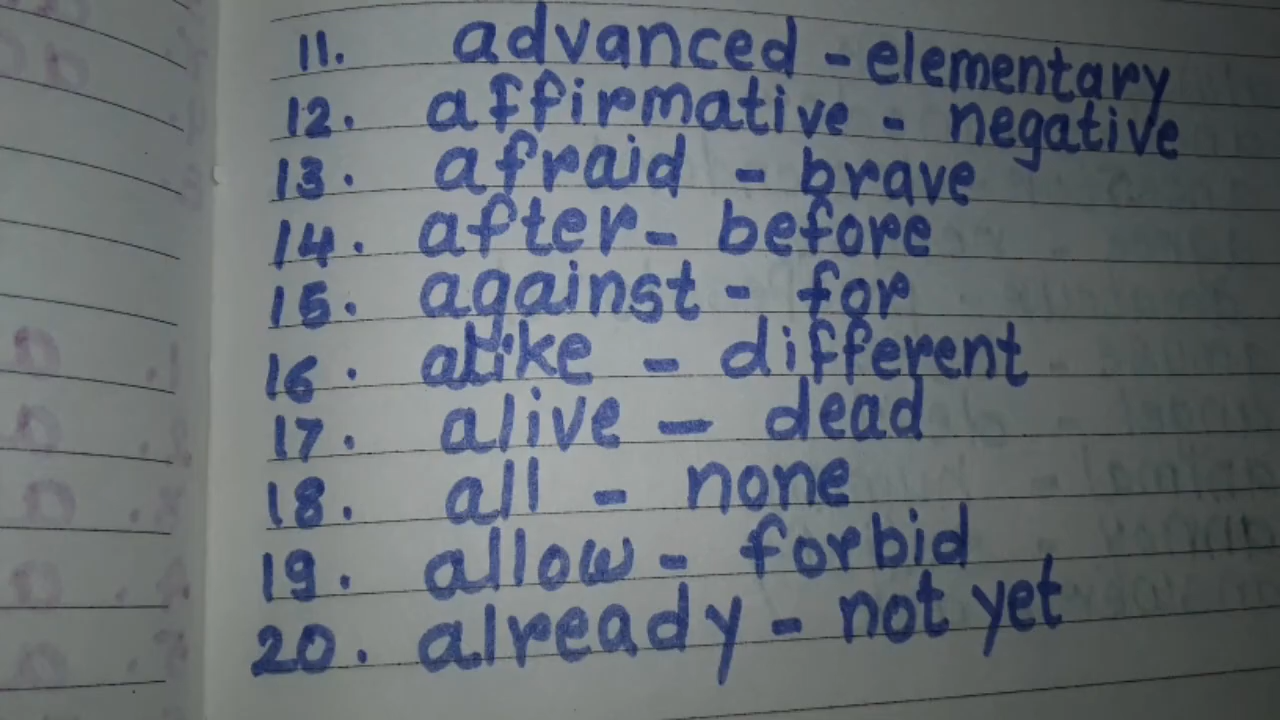 11. advanced - elementary
12. affirmative - negative
13. afraid - brave
14. after - before
15. against - for
16. alike - different
17. alive - dead
18. all - none
19. allow - forbid
20. already - not yet